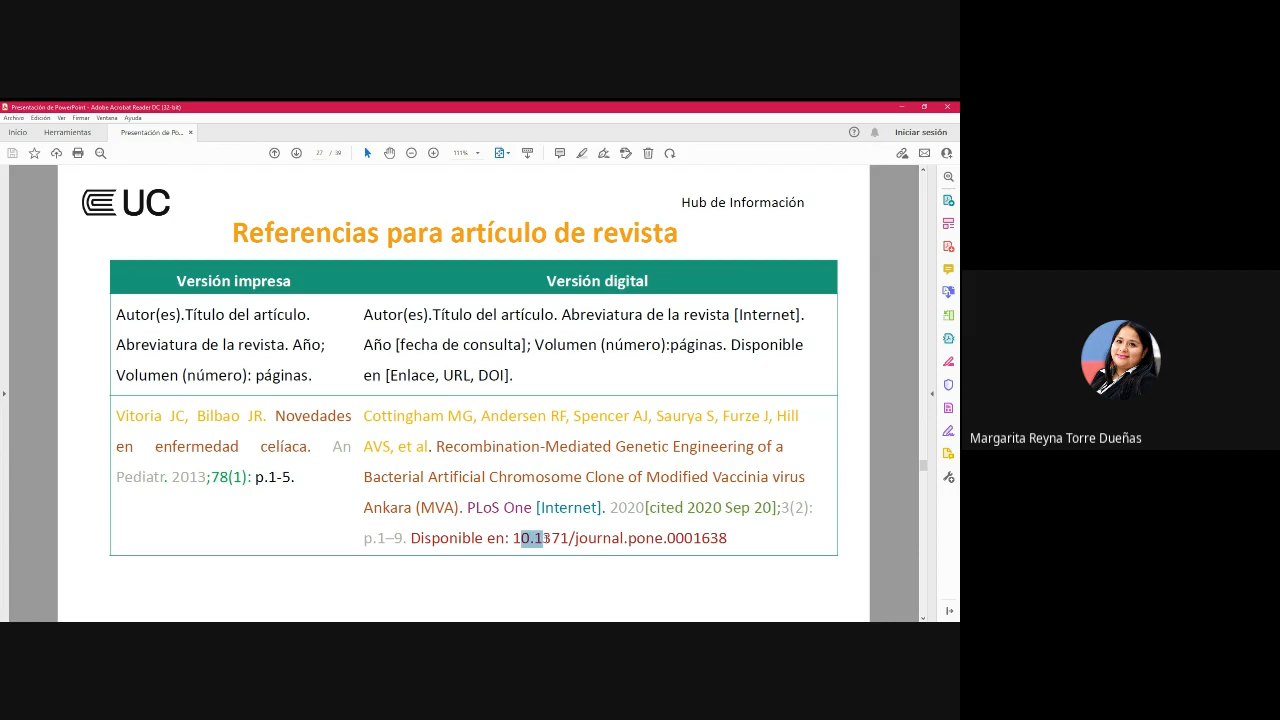 Presentación de PowerPoint - Adobe Acrobat Reader DC (32-bit)
Archivo Edición Ver Firmar Ventana Ayuda
Inicio Herramientas Presentación de Po... × Iniciar sesión
27 / 39 111%
UC
Hub de Información
Referencias para artículo de revista
Versión impresa Versión digital
Autor(es).Título del artículo.
Abreviatura de la revista. Año;
Volumen (número): páginas.
Autor(es).Título del artículo. Abreviatura de la revista [Internet].
Año [fecha de consulta]; Volumen (número):páginas. Disponible
en [Enlace, URL, DOI].
Vitoria JC, Bilbao JR. Novedades
en enfermedad celíaca. An
Pediatr. 2013;78(1): p.1-5.
Cottingham MG, Andersen RF, Spencer AJ, Saurya S, Furze J, Hill
AVS, et al. Recombination-Mediated Genetic Engineering of a
Bacterial Artificial Chromosome Clone of Modified Vaccinia virus
Ankara (MVA). PLoS One [Internet]. 2020[cited 2020 Sep 20];3(2):
p.1–9. Disponible en: 10.1371/journal.pone.0001638
Margarita Reyna Torre Dueñas